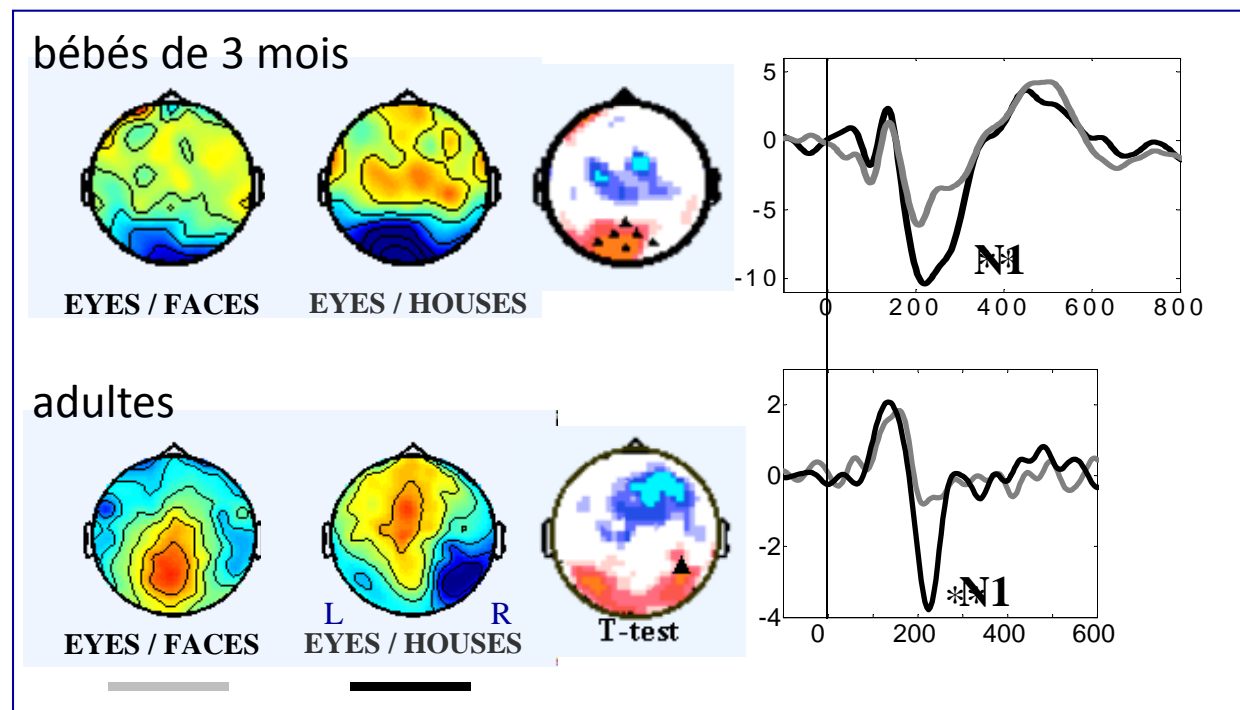 bébés de 3 mois
EYES / FACES
EYES / HOUSES
5
0
-5
-10
0
200
400
600
800
**N1
adultes
L
R
EYES / FACES
EYES / HOUSES
T-test
2
0
-2
-4
0
200
400
600
**N1